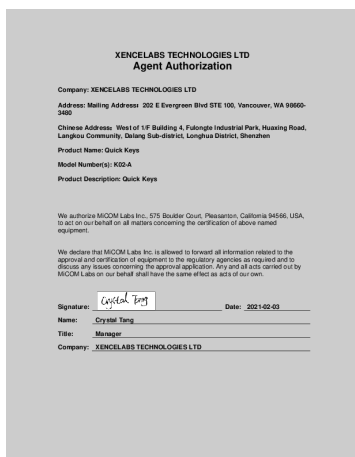 XENCELABS TECHNOLOGIES LTD
Agent Authorization
Company: XENCELABS TECHNOLOGIES LTD
Address: Mailing Address: 202 E Evergreen Blvd STE 100, Vancouver, WA 98660-
3480
Chinese Address: West of 1/F Building 4, Fulongte Industrial Park, Huaxing Road,
Langkou Community, Dalang Sub-district, Longhua District, Shenzhen
Product Name: Quick Keys
Model Number(s): K02-A
Product Description: Quick Keys
We authorize MiCOM Labs Inc., 575 Boulder Court, Pleasanton, California 94566, USA,
to act on our behalf on all matters concerning the certification of above named
equipment.
We declare that MiCOM Labs Inc. is allowed to forward all information related to the
approval and certification of equipment to the regulatory agencies as required and to
discuss any issues concerning the approval application. Any and all acts carried out by
MiCOM Labs on our behalf shall have the same effect as acts of our own.
Signature: Crystal Tang Date: 2021-02-03
Name: Crystal Tang
Title: Manager
Company: XENCELABS TECHNOLOGIES LTD